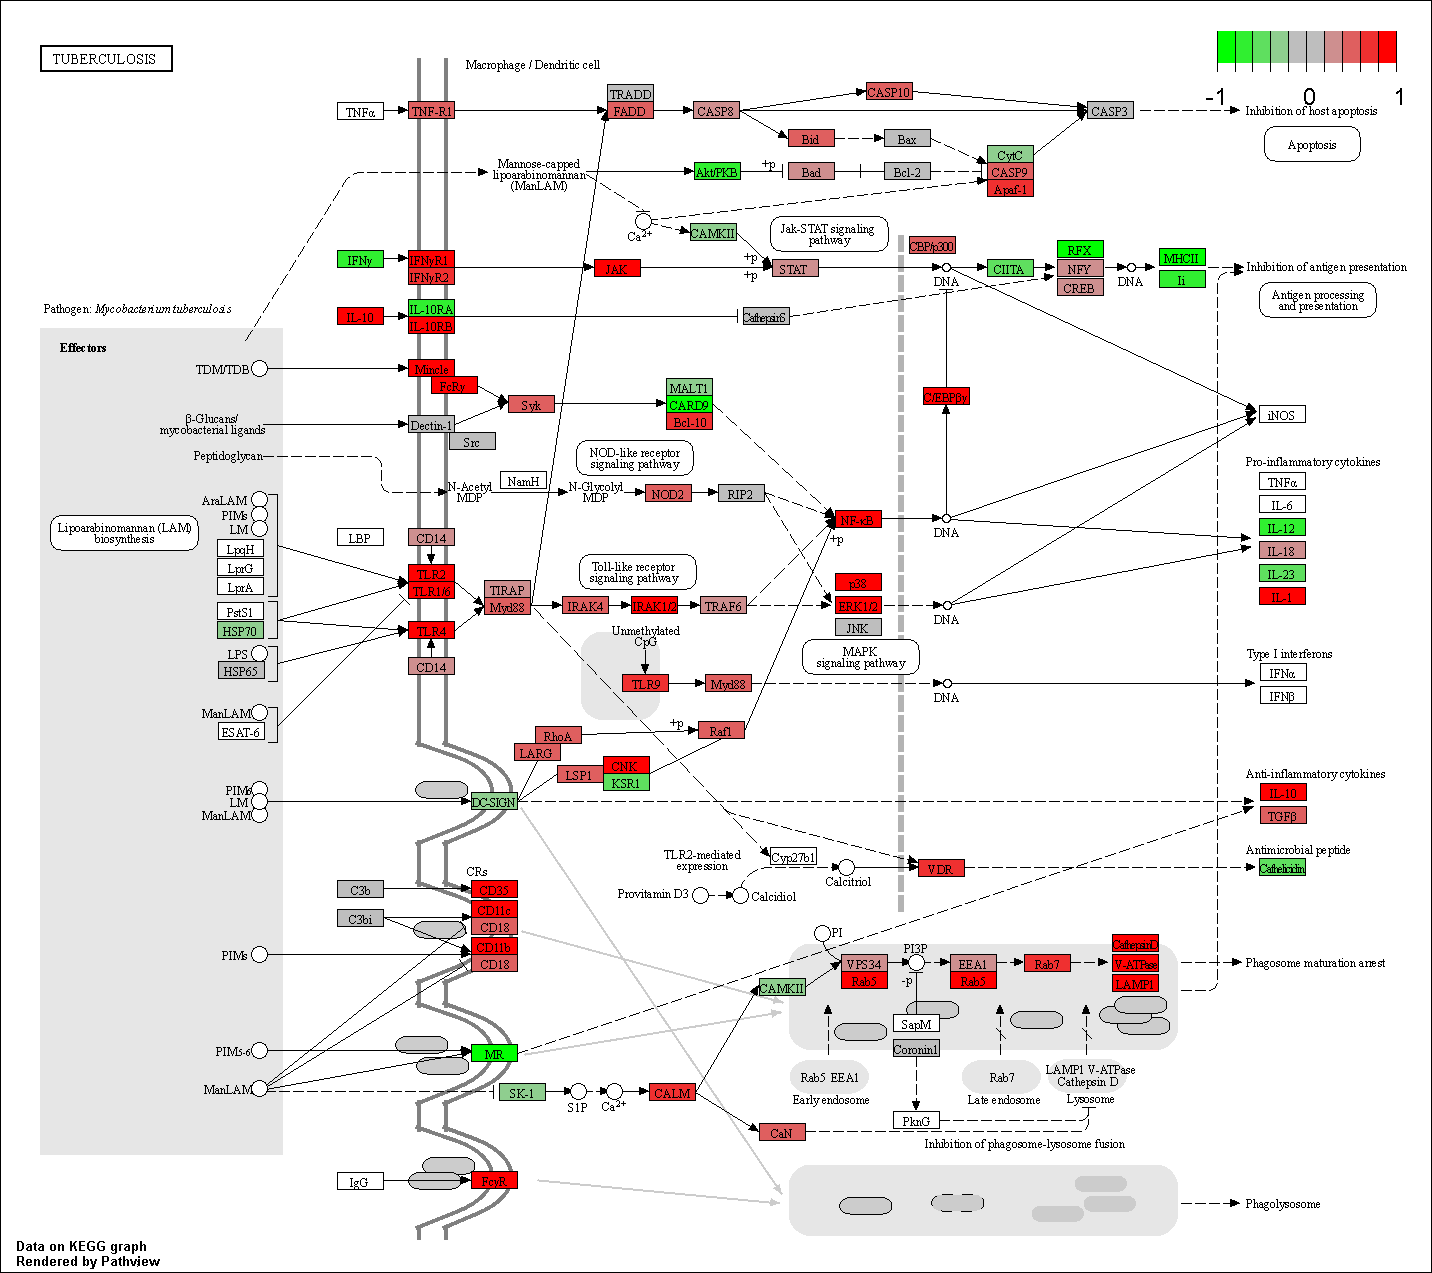 TUBERCULOSIS
Macrophage / Dendritic cell
-1
0
1
TNFα
TNF-R1
TRADD
FADD
CASP8
CASP10
CASP3
Inhibition of host apoptosis
Apoptosis
Bid
Bax
CytC
CASP9
Apaf-1
Mannose-capped
lipoarabinomannan
(ManLAM)
Akt/PKB
+p
Bad
Bcl-2
Ca2+
CAMKII
Jak-STAT signaling
pathway
IFNγ
IFNγR1
IFNγR2
JAK
+p
+p
STAT
CBP/p300
DNA
CIITA
RFX
NFY
CREB
DNA
MHCII
Ii
Inhibition of antigen presentation
Antigen processing
and presentation
Pathogen: Mycobacterium tuberculosis
IL-10
IL-10RA
IL-10RB
CathepsinS
Effectors
TDM/TDB
Mincle
FcRγ
Syk
MALT1
CARD9
Bcl-10
C/EBPβγ
iNOS
β-Glucans/
mycobacterial ligands
Dectin-1
Src
Peptidoglycan
N-Acetyl
MDP
NamH
N-Glycolyl
MDP
NOD-like receptor
signaling pathway
NOD2
RIP2
NF-κB
+p
DNA
Pro-inflammatory cytokines
TNFα
IL-6
IL-12
IL-18
IL-23
IL-1
AraLAM
PIMs
LM
Lipoarabinomannan (LAM)
biosynthesis
LpqH
LprG
LprA
PstS1
HSP70
LPS
HSP65
ManLAM
ESAT-6
LBP
CD14
TLR2
TLR1/6
TLR4
CD14
TIRAP
Myd88
Toll-like receptor
signaling pathway
IRAK4
IRAK1/2
TRAF6
p38
ERK1/2
JNK
DNA
MAPK
signaling pathway
Unmethylated
CpG
TLR9
Myd88
DNA
Type I interferons
IFNα
IFNβ
RhoA
LARG
+p
Raf1
LSP1
CNK
KSR1
PIMs
LM
ManLAM
DC-SIGN
Anti-inflammatory cytokines
IL-10
TGFβ
TLR2-mediated
expression
Cyp27b1
Provitamin D3
Calcidiol
Calcitriol
VDR
Antimicrobial peptide
Cathelicidin
CRs
C3b
CD35
C3bi
CD11c
CD18
CD11b
CD18
PIMs
PI
VPS34
Rab5
PI3P
-p
EEA1
Rab5
Rab7
CathepsinD
V-ATPase
LAMP1
Phagosome maturation arrest
CAMKII
SapM
Coronin1
PIM5-6
MR
ManLAM
SK-1
S1P
Ca2+
CALM
CaN
Rab5 EEA1
Early endosome
Rab7
Late endosome
LAMP1 V-ATPase
Cathepsin D
Lysosome
PknG
Inhibition of phagosome-lysosome fusion
IgG
FcγR
Phagolysosome
Data on KEGG graph
Rendered by Pathview